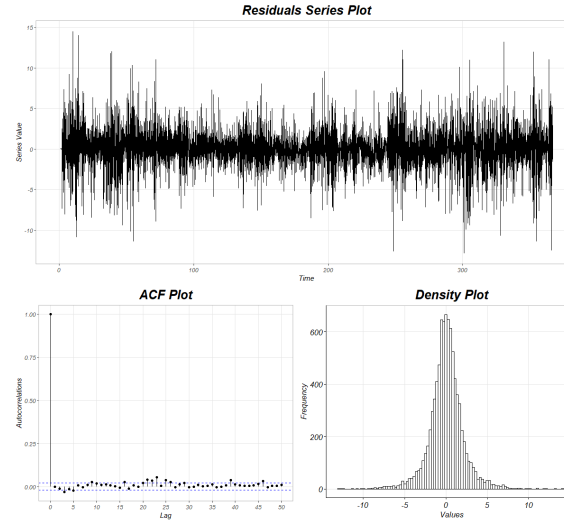 Residuals Series Plot
15
10
5
0
-5
-10
Series Value
0
100
200
300
Time
ACF Plot
1.00
0.75
0.50
0.25
0.00
Autocorrelations
0 5 10 15 20 25 30 35 40 45 50
Lag
Density Plot
600
400
200
0
Frequency
-10 -5 0 5 10
Values